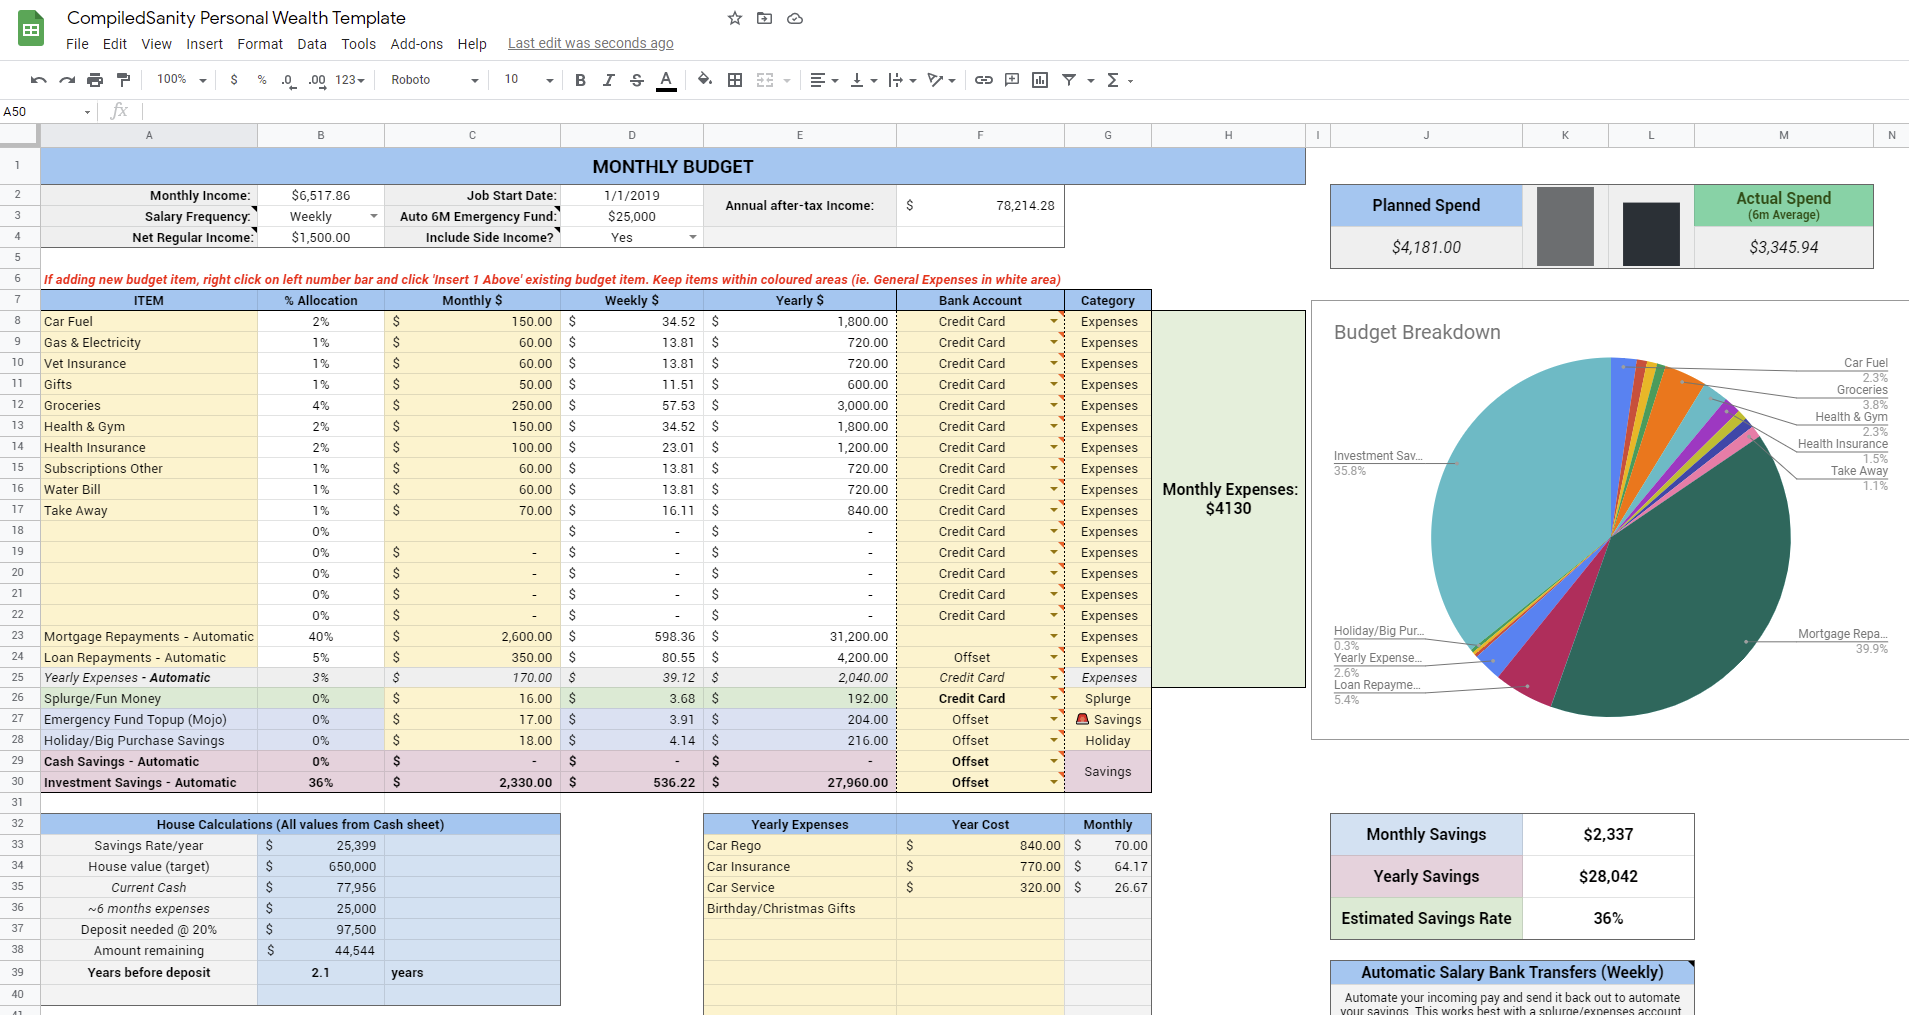 CompiledSanity Personal Wealth Template
File Edit View Insert Format Data Tools Add-ons Help Last edit was seconds ago
100% $ % .0 .00 123 Roboto 10 B I S A
A50 fx
A B C D E F G H I J K L M N
1 MONTHLY BUDGET
2 Monthly Income: $6,517.86 Job Start Date: 1/1/2019
3 Salary Frequency: Weekly Auto 6M Emergency Fund: $25,000
4 Net Regular Income: $1,500.00 Include Side Income? Yes
Annual after-tax Income: $ 78,214.28
Planned Spend
$4,181.00
Actual Spend
(6m Average)
$3,345.94
5
6 If adding new budget item, right click on left number bar and click 'Insert 1 Above' existing budget item. Keep items within coloured areas (ie. General Expenses in white area)
7 ITEM % Allocation Monthly $ Weekly $ Yearly $ Bank Account Category
8 Car Fuel 2% $ 150.00 $ 34.52 $ 1,800.00 Credit Card Expenses
9 Gas & Electricity 1% $ 60.00 $ 13.81 $ 720.00 Credit Card Expenses
10 Vet Insurance 1% $ 60.00 $ 13.81 $ 720.00 Credit Card Expenses
11 Gifts 1% $ 50.00 $ 11.51 $ 600.00 Credit Card Expenses
12 Groceries 4% $ 250.00 $ 57.53 $ 3,000.00 Credit Card Expenses
13 Health & Gym 2% $ 150.00 $ 34.52 $ 1,800.00 Credit Card Expenses
14 Health Insurance 2% $ 100.00 $ 23.01 $ 1,200.00 Credit Card Expenses
15 Subscriptions Other 1% $ 60.00 $ 13.81 $ 720.00 Credit Card Expenses
16 Water Bill 1% $ 60.00 $ 13.81 $ 720.00 Credit Card Expenses
17 Take Away 1% $ 70.00 $ 16.11 $ 840.00 Credit Card Expenses
18 0% $ - $ - Credit Card Expenses
19 0% $ - $ - $ - Credit Card Expenses
20 0% $ - $ - $ - Credit Card Expenses
21 0% $ - $ - $ - Credit Card Expenses
22 0% $ - $ - $ - Credit Card Expenses
23 Mortgage Repayments - Automatic 40% $ 2,600.00 $ 598.36 $ 31,200.00 Expenses
24 Loan Repayments - Automatic 5% $ 350.00 $ 80.55 $ 4,200.00 Offset Expenses
25 Yearly Expenses - Automatic 3% $ 170.00 $ 39.12 $ 2,040.00 Credit Card Expenses
26 Splurge/Fun Money 0% $ 16.00 $ 3.68 $ 192.00 Credit Card Splurge
27 Emergency Fund Topup (Mojo) 0% $ 17.00 $ 3.91 $ 204.00 Offset 🚨 Savings
28 Holiday/Big Purchase Savings 0% $ 18.00 $ 4.14 $ 216.00 Offset Holiday
29 Cash Savings - Automatic 0% $ - $ - $ - Offset
30 Investment Savings - Automatic 36% $ 2,330.00 $ 536.22 $ 27,960.00 Offset
Savings
Monthly Expenses:
$4130
Budget Breakdown
Car Fuel
2.3%
Groceries
3.8%
Health & Gym
2.3%
Health Insurance
1.5%
Take Away
1.1%
Investment Sav...
35.8%
Holiday/Big Pur...
0.3%
Yearly Expense...
2.6%
Loan Repayme...
5.4%
Mortgage Repa...
39.9%
31
32 House Calculations (All values from Cash sheet)
33 Savings Rate/year $ 25,399
34 House value (target) $ 650,000
35 Current Cash $ 77,956
36 ~6 months expenses $ 25,000
37 Deposit needed @ 20% $ 97,500
38 Amount remaining $ 44,544
39 Years before deposit 2.1 years
40
41
Yearly Expenses Year Cost Monthly
Car Rego $ 840.00 $ 70.00
Car Insurance $ 770.00 $ 64.17
Car Service $ 320.00 $ 26.67
Birthday/Christmas Gifts
Monthly Savings $2,337
Yearly Savings $28,042
Estimated Savings Rate 36%
Automatic Salary Bank Transfers (Weekly)
Automate your incoming pay and send it back out to automate
your savings. This works best with a splurge/expenses account